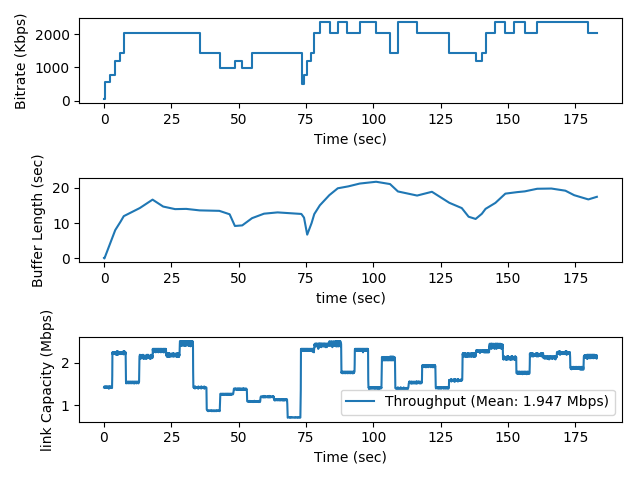 Bitrate (Kbps)
2000
1000
0
0 25 50 75 100 125 150 175
Time (sec)
Buffer Length (sec)
20
10
0
0 25 50 75 100 125 150 175
time (sec)
link Capacity (Mbps)
2
1
Throughput (Mean: 1.947 Mbps)
0 25 50 75 100 125 150 175
Time (sec)